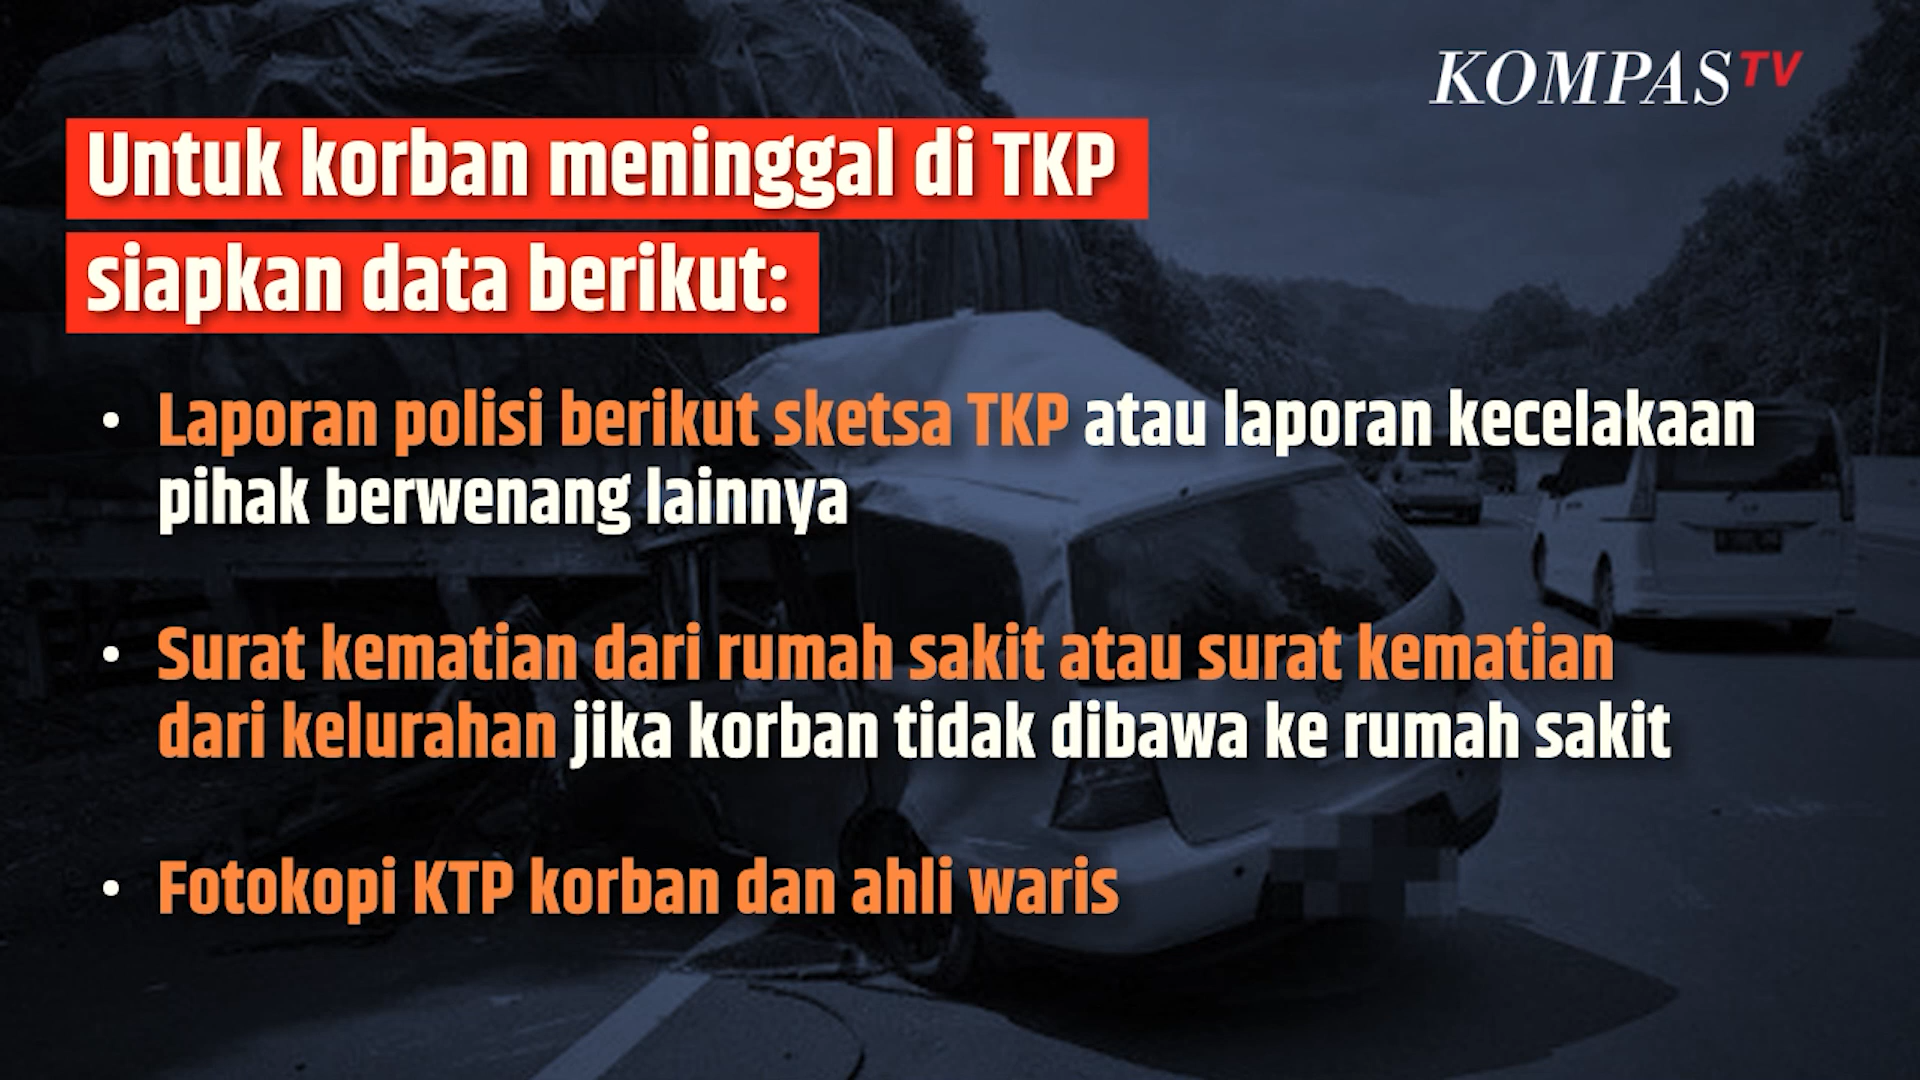 KOMPAS TV
Untuk korban meninggal di TKP
siapkan data berikut:
• Laporan polisi berikut sketsa TKP atau laporan kecelakaan
pihak berwenang lainnya
• Surat kematian dari rumah sakit atau surat kematian
dari kelurahan jika korban tidak dibawa ke rumah sakit
• Fotokopi KTP korban dan ahli waris